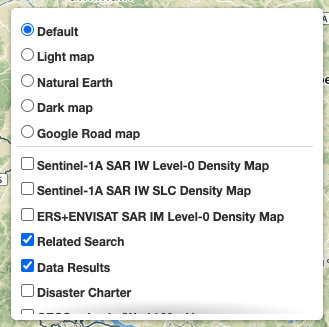 Default
Light map
Natural Earth
Dark map
Google Road map
Sentinel-1A SAR IW Level-0 Density Map
Sentinel-1A SAR IW SLC Density Map
ERS+ENVISAT SAR IM Level-0 Density Map
Related Search
Data Results
Disaster Charter